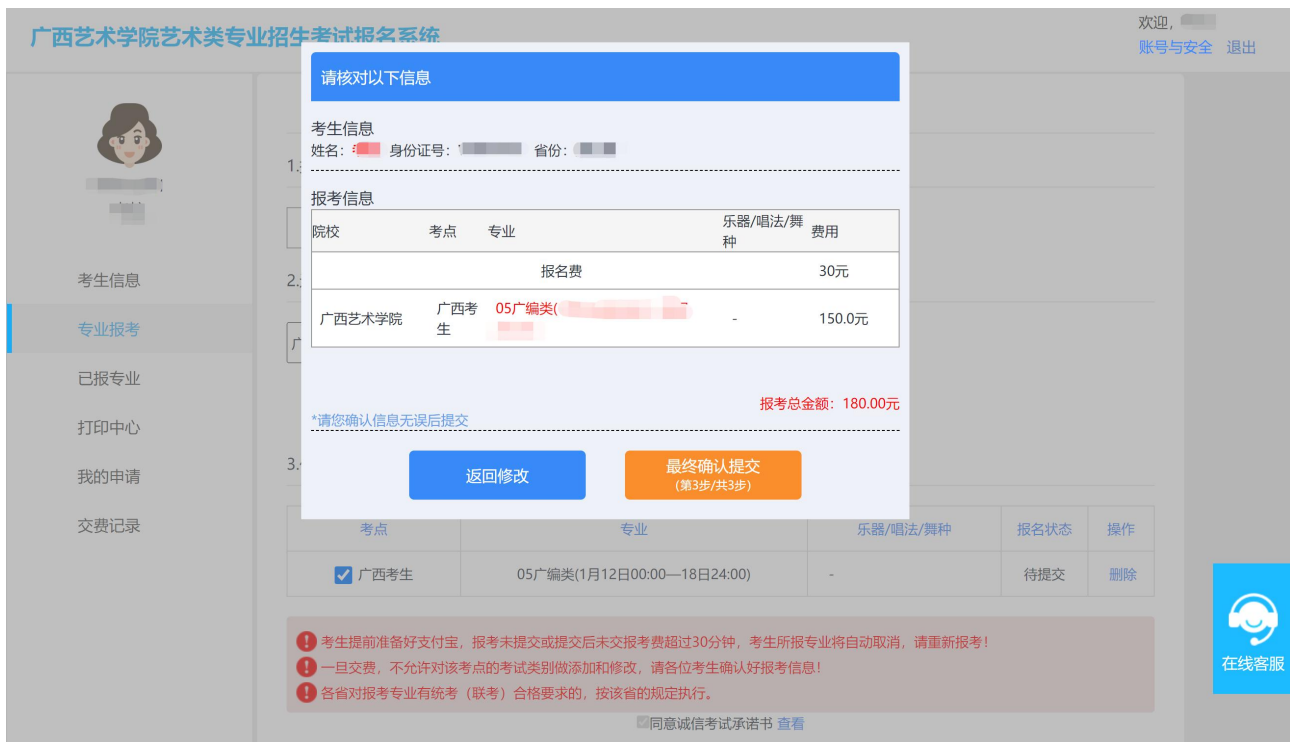 广西艺术学院艺术类专业招生考试报名系统
欢迎,
账号与安全 退出
考生信息
专业报考
已报专业
打印中心
我的申请
交费记录
请核对以下信息
考生信息
姓名: 身份证号: 省份:
报考信息
院校 考点 专业 乐器/唱法/舞种 费用
报名费 30元
广西艺术学院 广西考生 05广编类( - 150.0元
报考总金额:180.00元
*请您确认信息无误后提交
返回修改
最终确认提交
(第3步/共3步)
1.
2.
3.
考点 专业 乐器/唱法/舞种 报名状态 操作
广西考生 05广编类(1月12日00:00—18日24:00) - 待提交 删除
考生提前准备好支付宝,报考未提交或提交后未交报考费超过30分钟,考生所报专业将自动取消,请重新报考!
一旦交费,不允许对该考点的考试类别做添加和修改,请各位考生确认好报考信息!
各省对报考专业有统考(联考)合格要求的,按该省的规定执行。
同意诚信考试承诺书 查看
在线客服